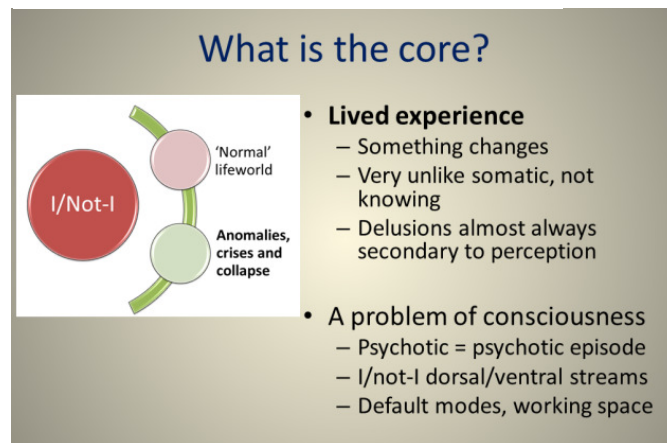 What is the core?
I/Not-I
‘Normal’
lifeworld
Anomalies,
crises and
collapse
• Lived experience
– Something changes
– Very unlike somatic, not
knowing
– Delusions almost always
secondary to perception
• A problem of consciousness
– Psychotic = psychotic episode
– I/not-I dorsal/ventral streams
– Default modes, working space